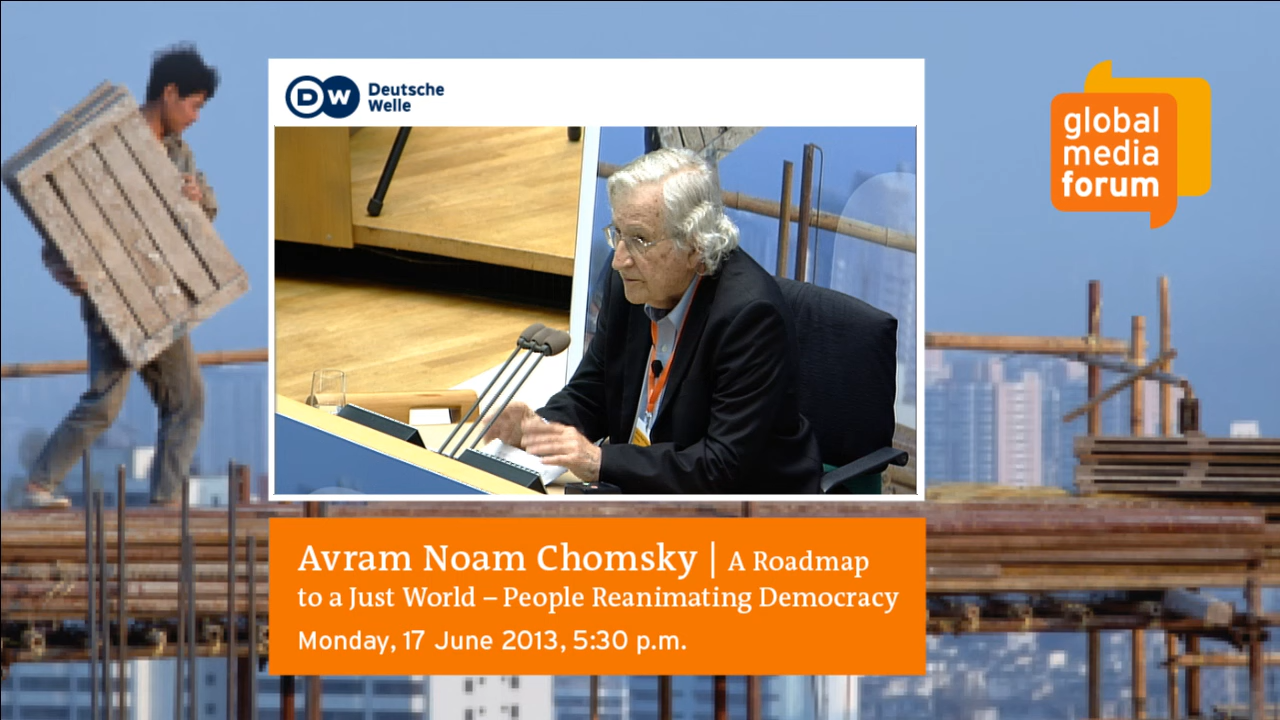 DW Deutsche
Welle
global
media
forum
Avram Noam Chomsky | A Roadmap
to a Just World – People Reanimating Democracy
Monday, 17 June 2013, 5:30 p.m.